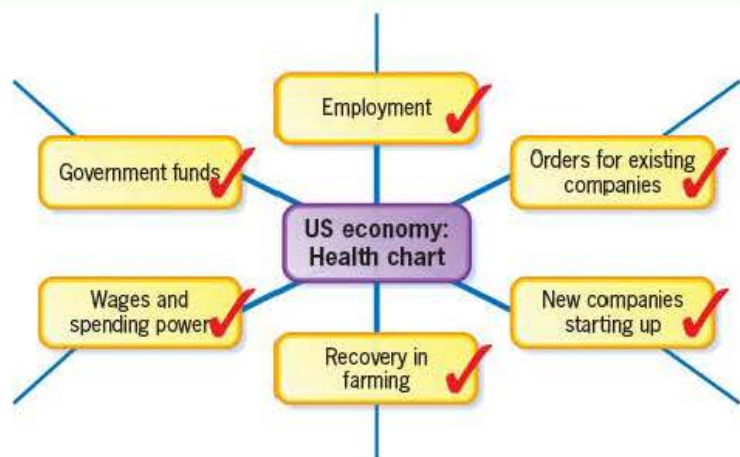 Employment
Government funds
Orders for existing
companies
US economy:
Health chart
Wages and
spending power
New companies
starting up
Recovery in
farming